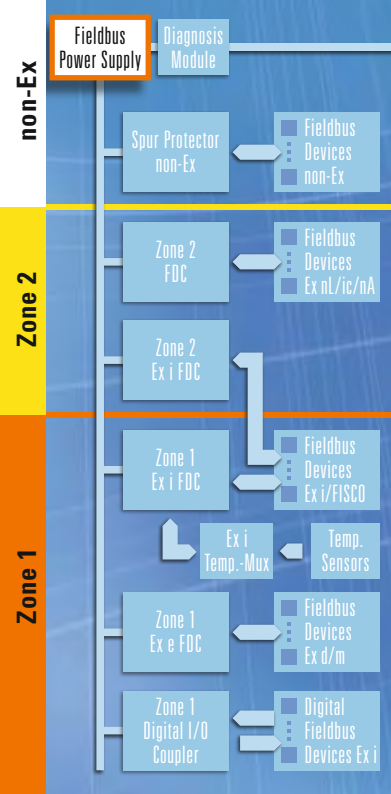 non-Ex
Fieldbus
Power Supply
Diagnosis
Module
Spur Protector
non-Ex
Fieldbus
Devices
non-Ex
Zone 2
Zone 2
FDC
Fieldbus
Devices
Ex nL/ic/nA
Zone 2
Ex i FDC
Zone 1
Zone 1
Ex i FDC
Fieldbus
Devices
Ex i/FISCO
Ex i
Temp.-Mux
Temp.
Sensors
Zone 1
Ex e FDC
Fieldbus
Devices
Ex d/m
Zone 1
Digital I/O
Coupler
Digital
Fieldbus
Devices Ex i